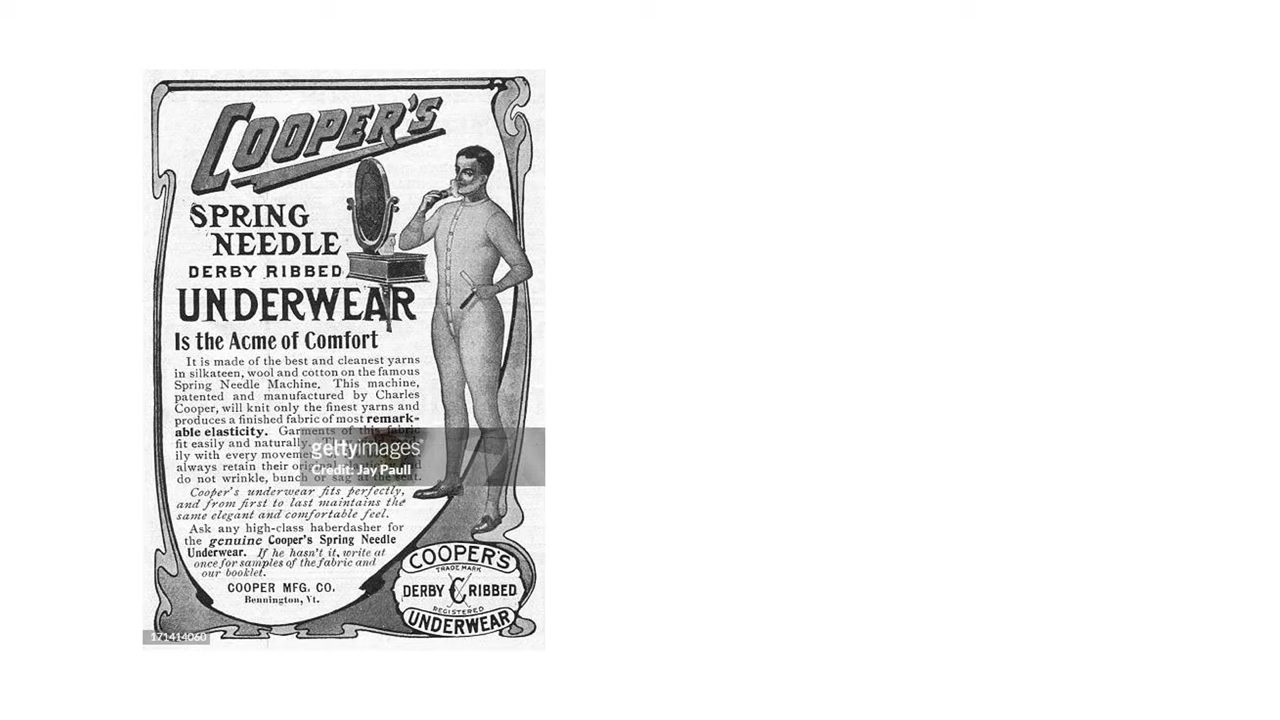 COOPER'S
SPRING
NEEDLE
DERBY RIBBED
UNDERWEAR
Is the Acme of Comfort
It is made of the best and cleanest yarns
in silkateen, wool and cotton on the famous
Spring Needle Machine. This machine,
patented and manufactured by Charles
Cooper, will knit only the finest yarns and
produces a finished fabric of most remark-
able elasticity. Garments of this fabric
fit easily and naturally.
ily with every
always retain their
do not wrinkle, bunch or sag at the seat.
Cooper's underwear fits perfectly,
and from first to last maintains the
same elegant and comfortable feel.
Ask any high-class haberdasher for
the genuine Cooper's Spring Needle
Underwear. If he hasn't it, write at
once for samples of the fabric and
our booklet.
COOPER MFG. CO.
Bennington, Vt.
gettyimages®
Credit: Jay Paull
COOPER'S
TRADE MARK
DERBY C RIBBED
REGISTERED
UNDERWEAR
171414060